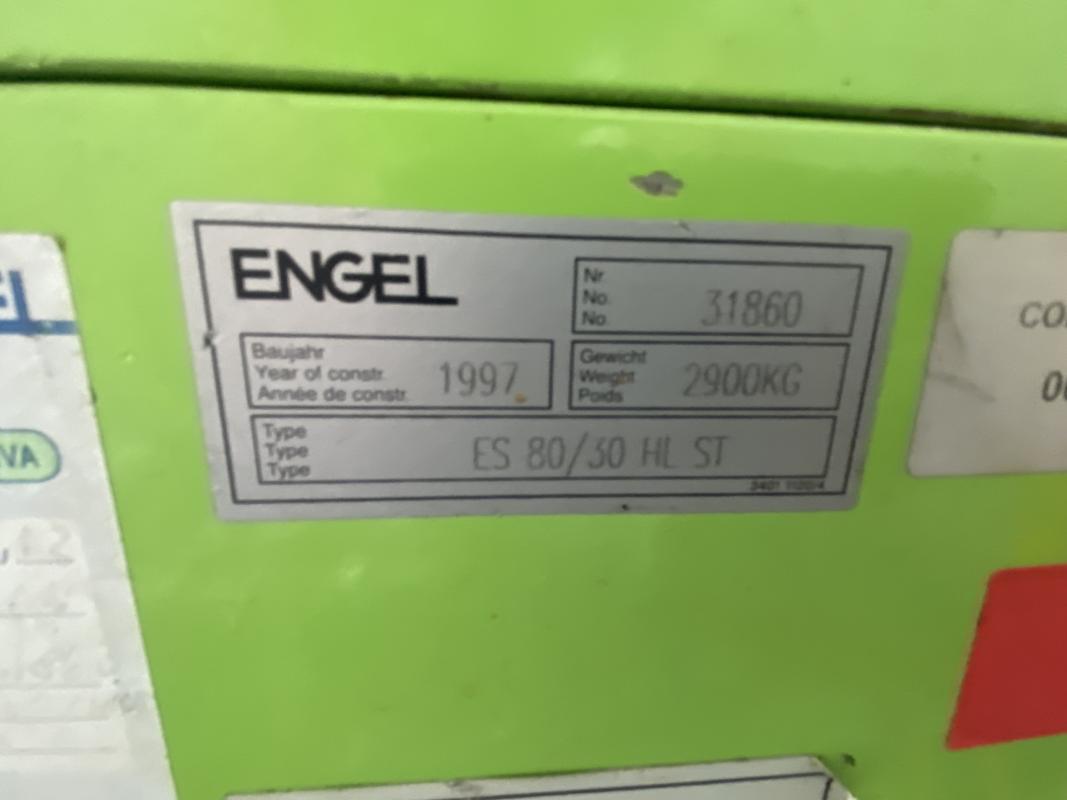 ENGEL
Nr.
No.
No.
31860
Baujahr
Year of constr.
Année de constr.
1997
Gewicht
Weight
Poids
2900KG
Type
Type
Type
ES 80/30 HL ST